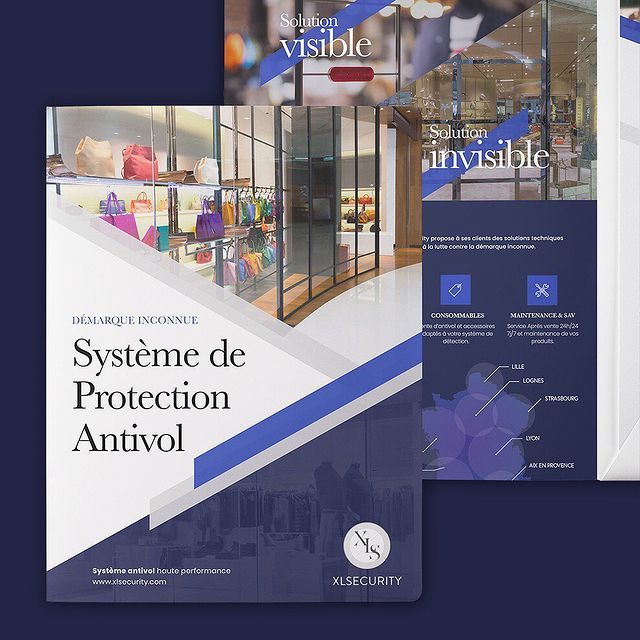 Solution
visible
Solution
invisible
DÉMARQUE INCONNUE
Système de
Protection
Antivol
Système antivol haute performance
www.xlsecurity.com
XLS
XLSECURITY
propose à ses clients des solutions techniques
à la lutte contre la démarque inconnue.
CONSOMMABLES
d'antivol et accessoires
à votre système de
détection.
MAINTENANCE & SAV
Service Après vente 24h/24
7j/7 et maintenance de vos
produits.
LILLE
LOGNES
STRASBOURG
LYON
AIX EN PROVENCE